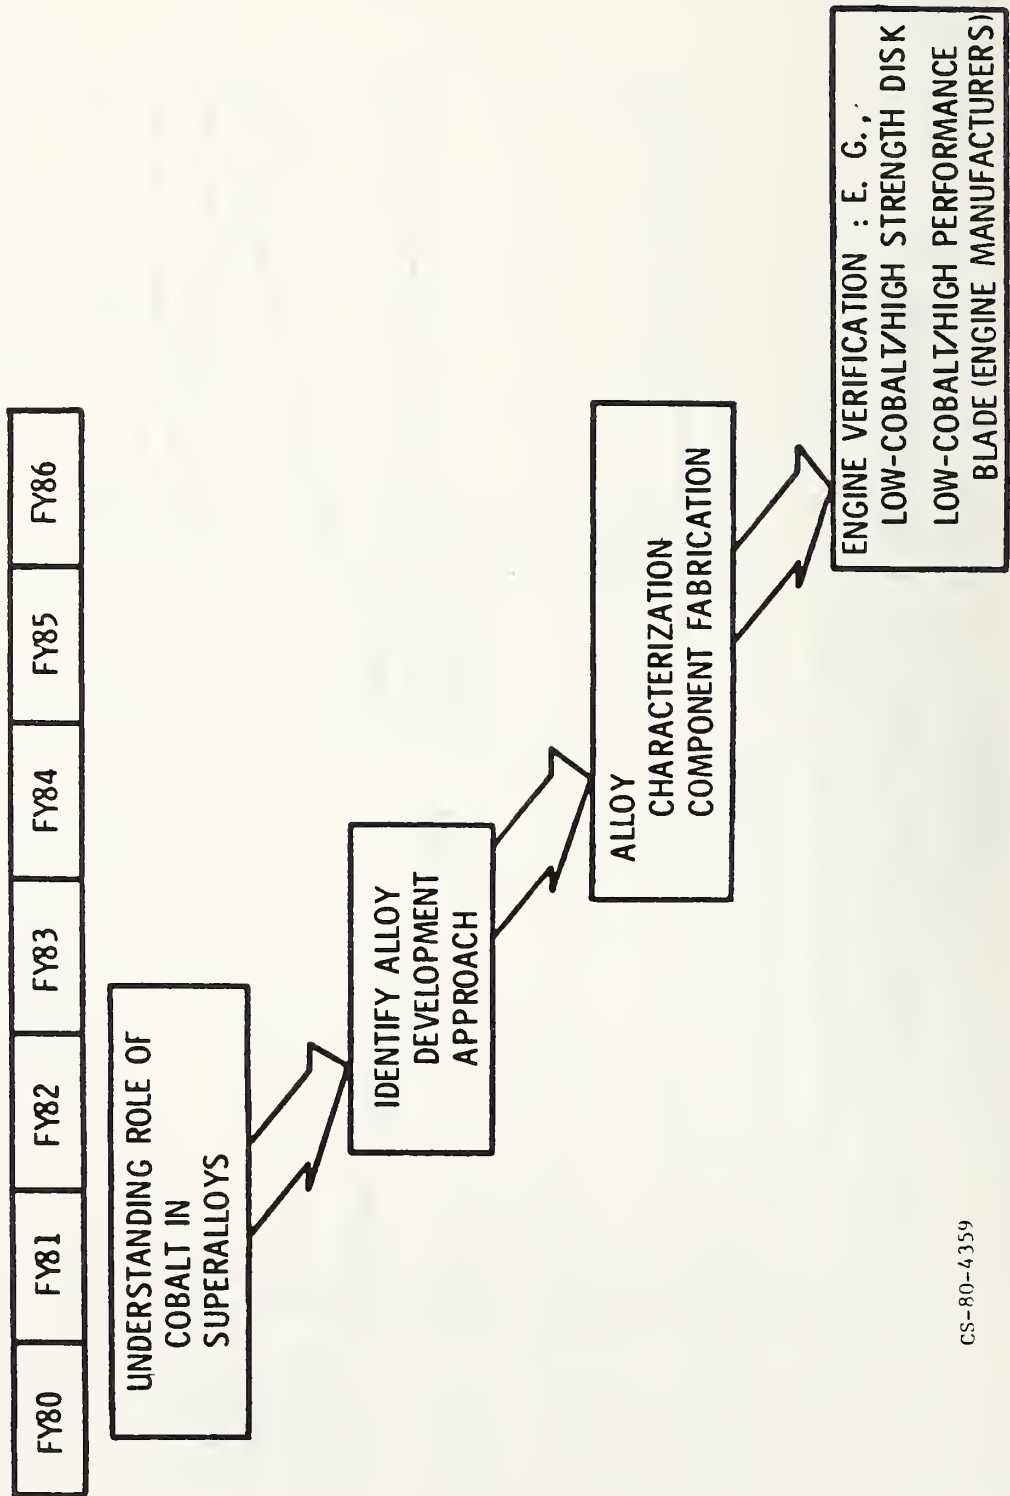 FY80
FY81
FY82
FY83
FY84
FY85
FY86
UNDERSTANDING ROLE OF
COBALT IN
SUPERALLOYS
IDENTIFY ALLOY
DEVELOPMENT
APPROACH
ALLOY
CHARACTERIZATION
COMPONENT FABRICATION
ENGINE VERIFICATION : E. G.,
LOW-COBALT/HIGH STRENGTH DISK
LOW-COBALT/HIGH PERFORMANCE
BLADE (ENGINE MANUFACTURERS)
CS-80-4359